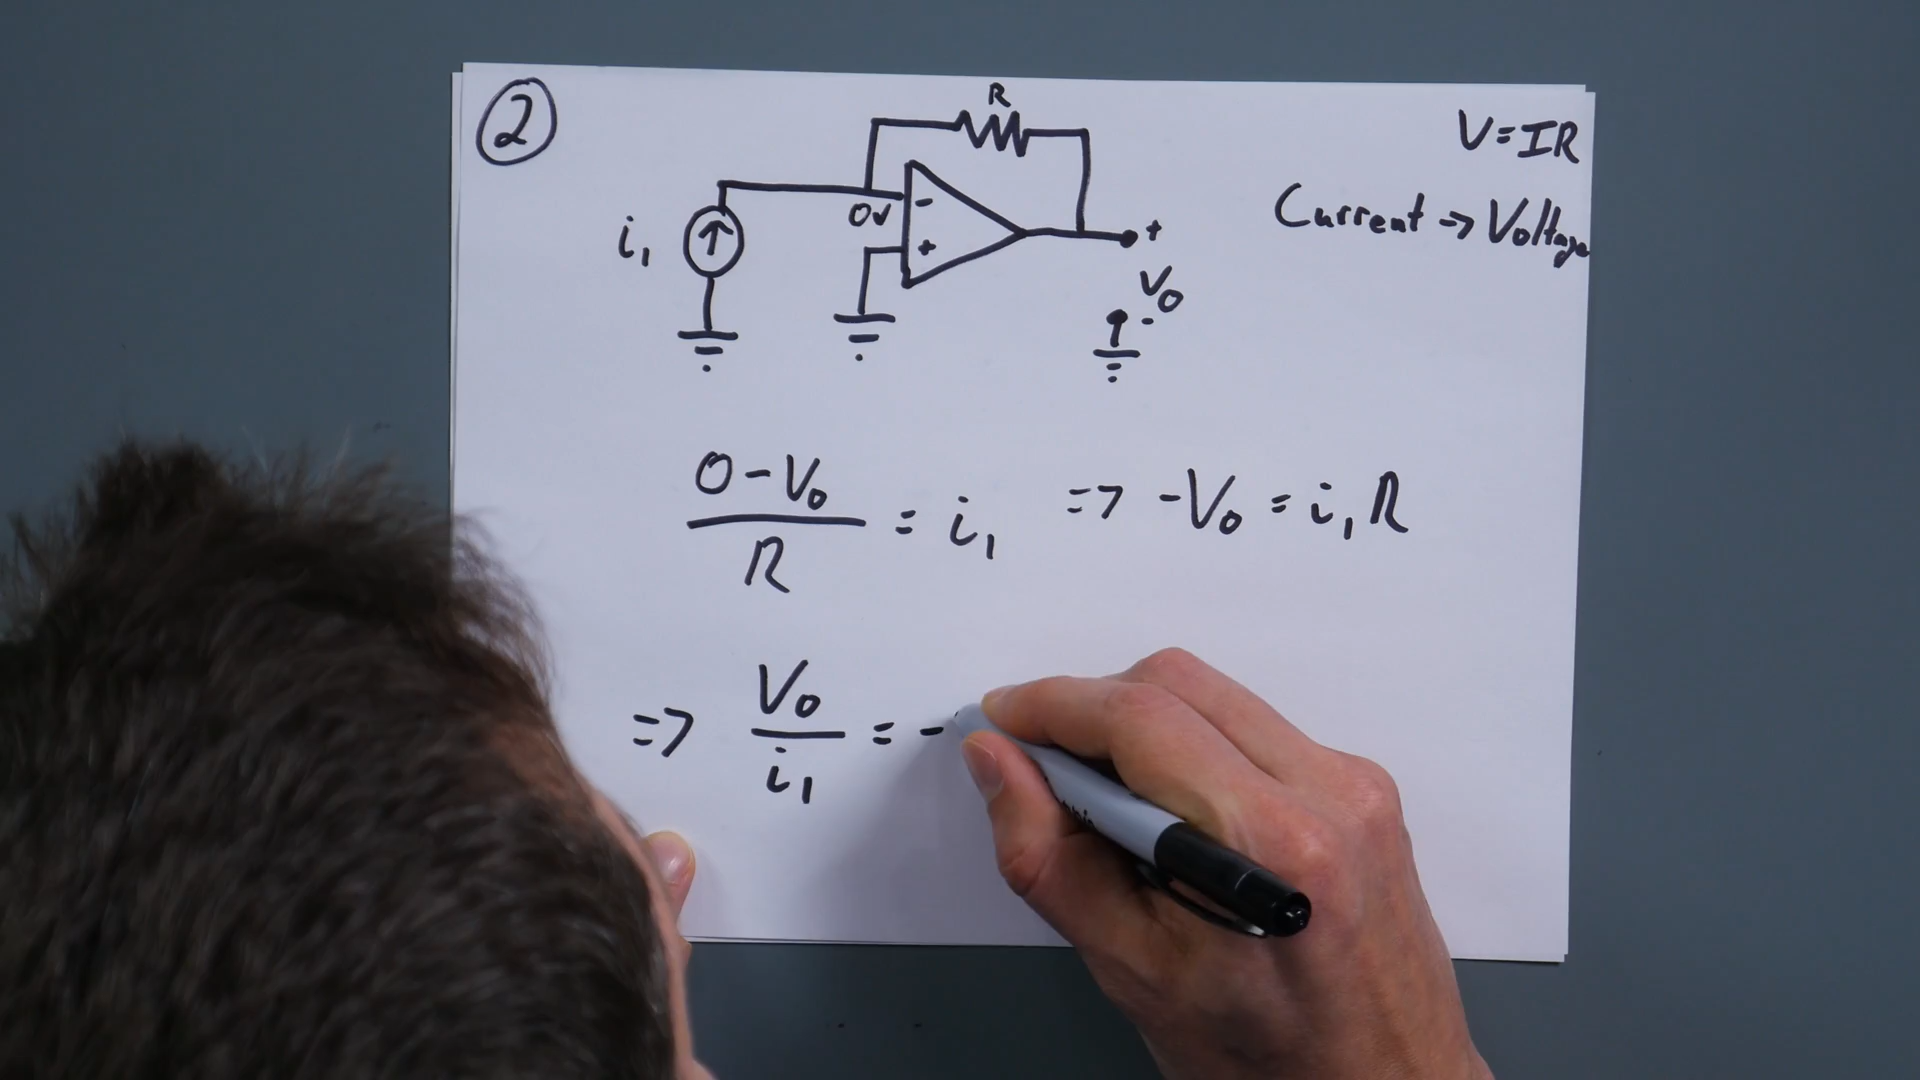 2
R
V=IR
Current → Voltage
i₁
0v
-
+
+
V₀
-
(0-V₀)/R = i₁ => -V₀ = i₁R
=> V₀/i₁ = -